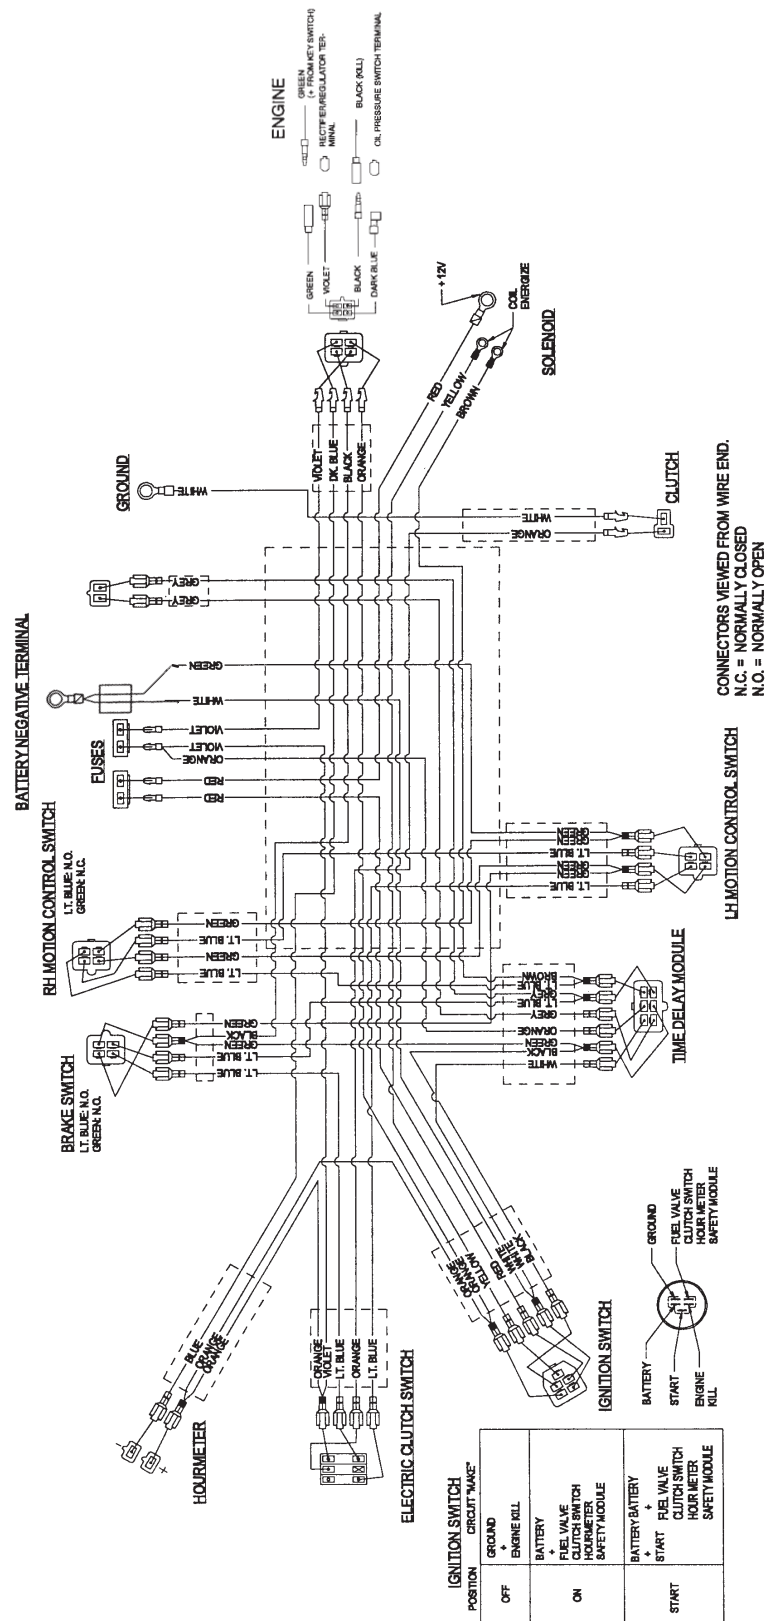 ENGINE
GREEN
(+ FROM KEY SWITCH)
RECTIFIER/REGULATOR TER-
MINAL
BLACK (KILL)
OIL PRESSURE SWITCH TERMINAL
GREEN
VIOLET
BLACK
DARK BLUE
+12V
COIL
ENERGIZE
SOLENOID
RED
YELLOW
BROWN
VIOLET
DK. BLUE
BLACK
ORANGE
GROUND
WHITE
WHITE
ORANGE
CLUTCH
GREY
GREY
BATTERY NEGATIVE TERMINAL
GREEN
WHITE
FUSES
VIOLET
VIOLET
ORANGE
RED
RED
CONNECTORS VIEWED FROM WIRE END.
N.C. = NORMALLY CLOSED
N.O. = NORMALLY OPEN
RH MOTION CONTROL SWITCH
LT. BLUE: N.O.
GREEN: N.C.
GREEN
LT. BLUE
GREEN
LT. BLUE
GREEN
GREEN
LT. BLUE
GREEN
GREEN
LT. BLUE
LH MOTION CONTROL SWITCH
BRAKE SWITCH
LT. BLUE: N.O.
GREEN: N.O.
GREEN
BLACK
GREEN
LT. BLUE
LT. BLUE
BROWN
LT. BLUE
GREY
LT. BLUE
GREY
ORANGE
GREEN
BLACK
WHITE
TIME DELAY MODULE
BLUE
ORANGE
ORANGE
HOURMETER
-
+
ORANGE
VIOLET
LT. BLUE
ORANGE
LT. BLUE
ELECTRIC CLUTCH SWITCH
ORANGE
ORANGE
YELLOW
YELLOW
RED
WHITE
WHITE
BLACK
IGNITION SWITCH
GROUND
FUEL VALVE
CLUTCH SWITCH
HOUR METER
SAFETY MODULE
BATTERY
START
ENGINE
KILL
IGNITION SWITCH
POSITION CIRCUIT "MAKE"
OFF
GROUND
+
ENGINE KILL
ON
BATTERY
+
FUEL VALVE
CLUTCH SWITCH
HOURMETER
SAFETY MODULE
START
BATTERY BATTERY
+ +
START FUEL VALVE
CLUTCH SWITCH
HOUR METER
SAFETY MODULE